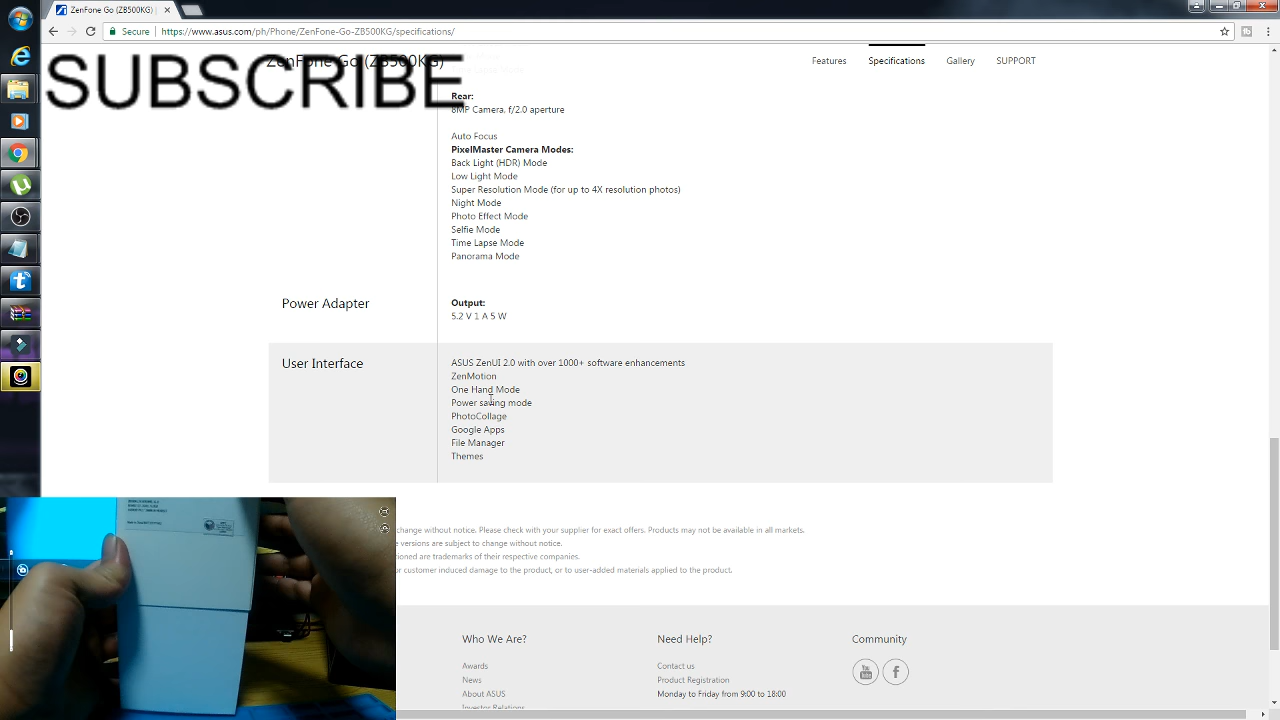 ZenFone Go (ZB500KG) |
Secure
https://www.asus.com/ph/Phone/ZenFone-Go-ZB500KG/specifications/
SUBSCRIBE
ZenFone Go (ZB500KG)
Features
Specifications
Gallery
SUPPORT
Rear:
8MP Camera, f/2.0 aperture
Auto Focus
PixelMaster Camera Modes:
Back Light (HDR) Mode
Low Light Mode
Super Resolution Mode (for up to 4X resolution photos)
Night Mode
Photo Effect Mode
Selfie Mode
Time Lapse Mode
Panorama Mode
Power Adapter
Output:
5.2 V 1 A 5 W
User Interface
ASUS ZenUI 2.0 with over 1000+ software enhancements
ZenMotion
One Hand Mode
Power saving mode
PhotoCollage
Google Apps
File Manager
Themes
change without notice. Please check with your supplier for exact offers. Products may not be available in all markets.
versions are subject to change without notice.
are trademarks of their respective companies.
customer induced damage to the product, or to user-added materials applied to the product.
Who We Are?
Need Help?
Community
Awards
Contact us
News
Product Registration
You Tube
f
About ASUS
Monday to Friday from 9:00 to 18:00
Investor Relations